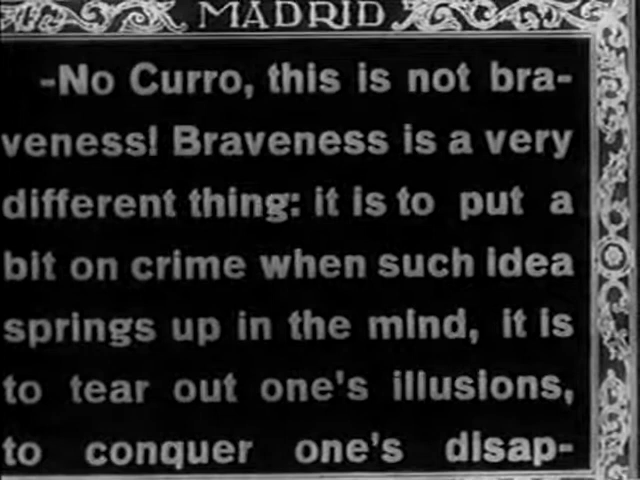 MADRID
-No Curro, this is not bra-
veness! Braveness is a very
different thing: it is to put a
bit on crime when such idea
springs up in the mind, it is
to tear out one's illusions,
to conquer one's disap-